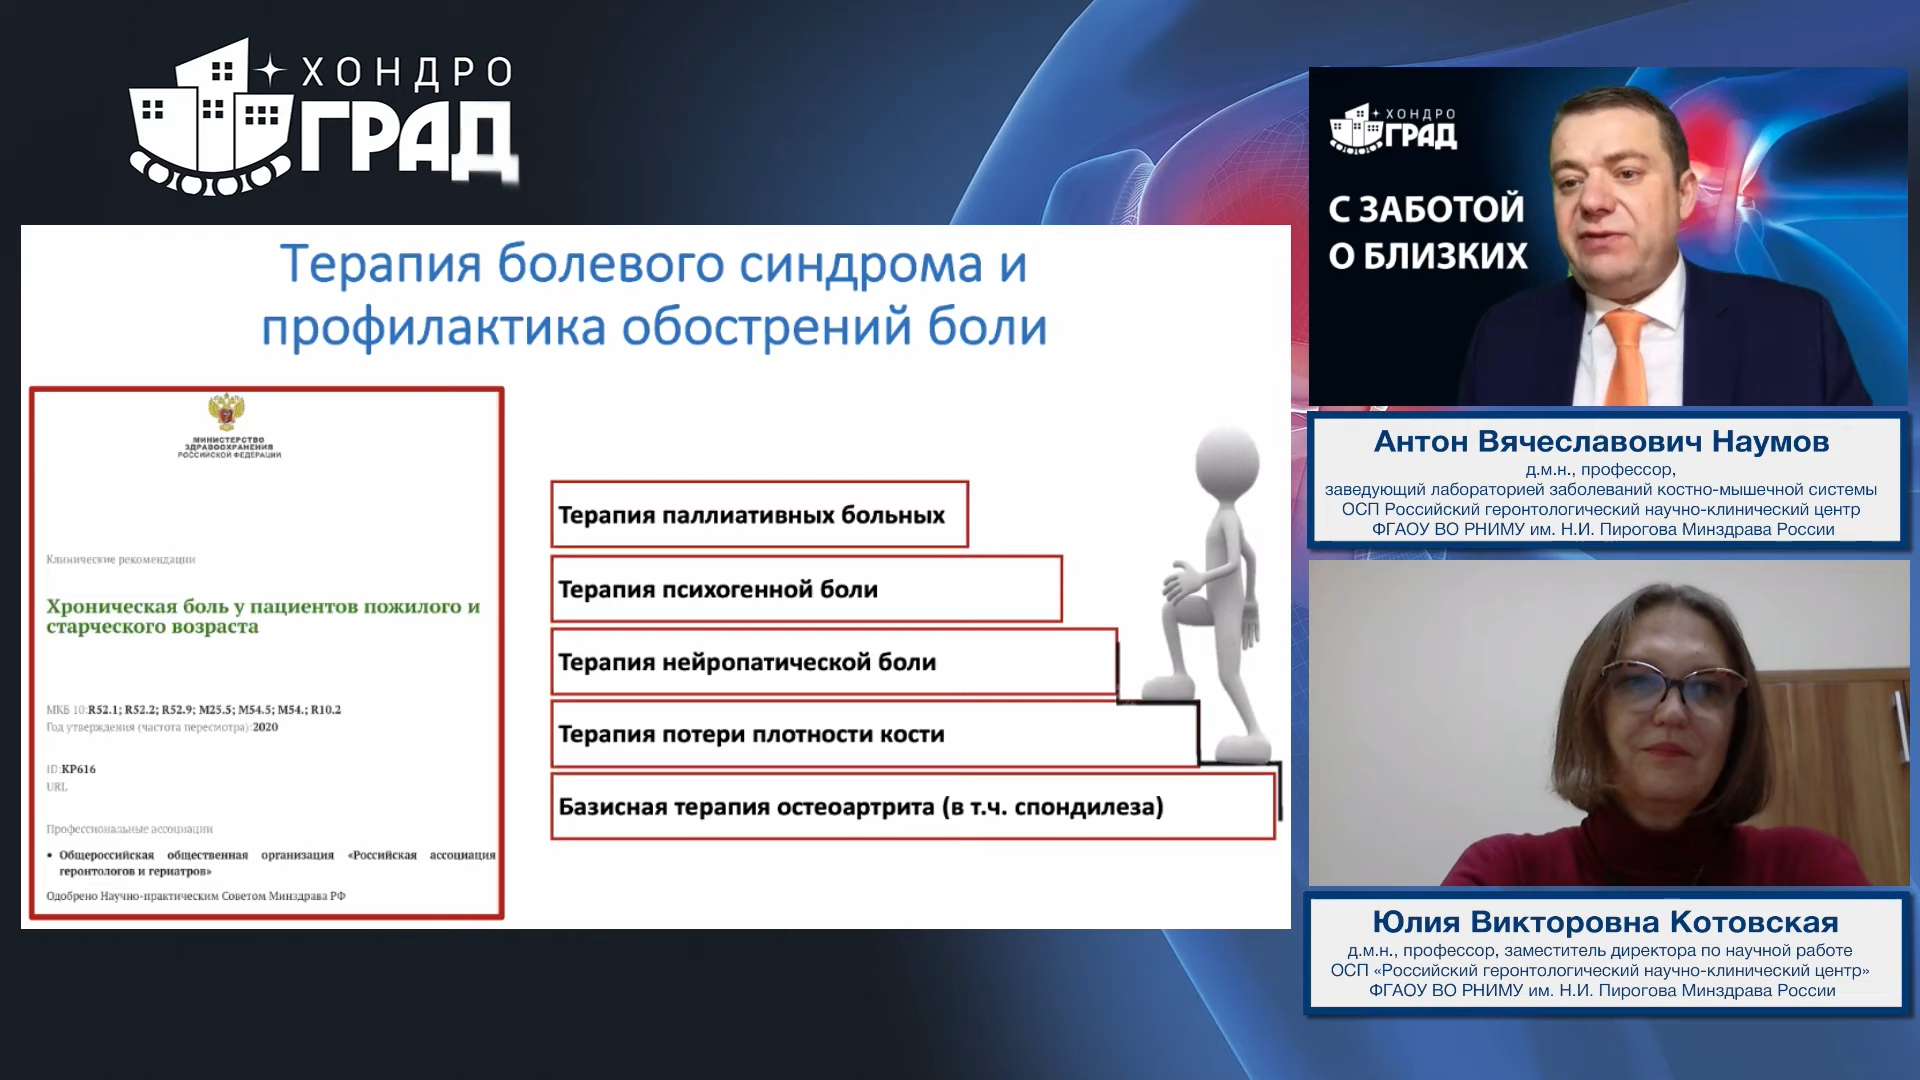 ХОНДРО
ГРАД
Терапия болевого синдрома и
профилактика обострений боли
МИНИСТЕРСТВО
ЗДРАВООХРАНЕНИЯ
РОССИЙСКОЙ ФЕДЕРАЦИИ
Клинические рекомендации
Хроническая боль у пациентов пожилого и
старческого возраста
МКБ 10:R52.1; R52.2; R52.9; M25.5; M54.5; M54.; R10.2
Год утверждения (частота пересмотра):2020
ID:КР616
URL
Профессиональные ассоциации
• Общероссийская общественная организация «Российская ассоциация
геронтологов и гериатров»
Одобрено Научно-практическим Советом Минздрава РФ
Терапия паллиативных больных
Терапия психогенной боли
Терапия нейропатической боли
Терапия потери плотности кости
Базисная терапия остеоартрита (в т.ч. спондилеза)
ХОНДРО
ГРАД
С ЗАБОТОЙ
О БЛИЗКИХ
Антон Вячеславович Наумов
д.м.н., профессор,
заведующий лабораторией заболеваний костно-мышечной системы
ОСП Российский геронтологический научно-клинический центр
ФГАОУ ВО РНИМУ им. Н.И. Пирогова Минздрава России
Юлия Викторовна Котовская
д.м.н., профессор, заместитель директора по научной работе
ОСП «Российский геронтологический научно-клинический центр»
ФГАОУ ВО РНИМУ им. Н.И. Пирогова Минздрава России